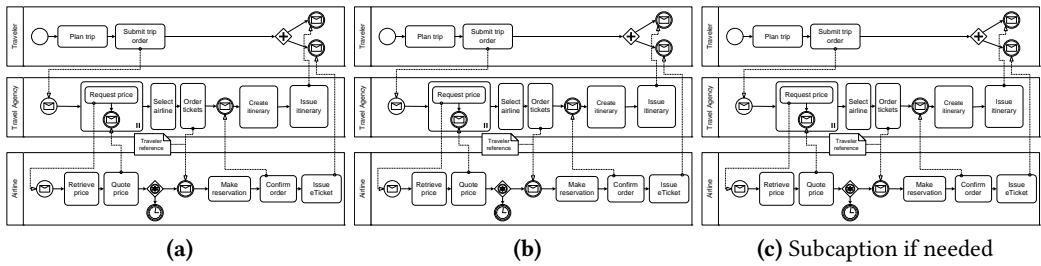 Traveler
Plan trip
Submit trip
order
Travel Agency
Request price
Select
airline
Order
tickets
Create
itinerary
Issue
itinerary
Traveler
reference
Airline
Retrieve
price
Quote
price
Make
reservation
Confirm
order
Issue
eTicket
(a)
Traveler
Plan trip
Submit trip
order
Travel Agency
Request price
Select
airline
Order
tickets
Create
itinerary
Issue
itinerary
Traveler
reference
Airline
Retrieve
price
Quote
price
Make
reservation
Confirm
order
Issue
eTicket
(b)
Traveler
Plan trip
Submit trip
order
Travel Agency
Request price
Select
airline
Order
tickets
Create
itinerary
Issue
itinerary
Traveler
reference
Airline
Retrieve
price
Quote
price
Make
reservation
Confirm
order
Issue
eTicket
(c) Subcaption if needed